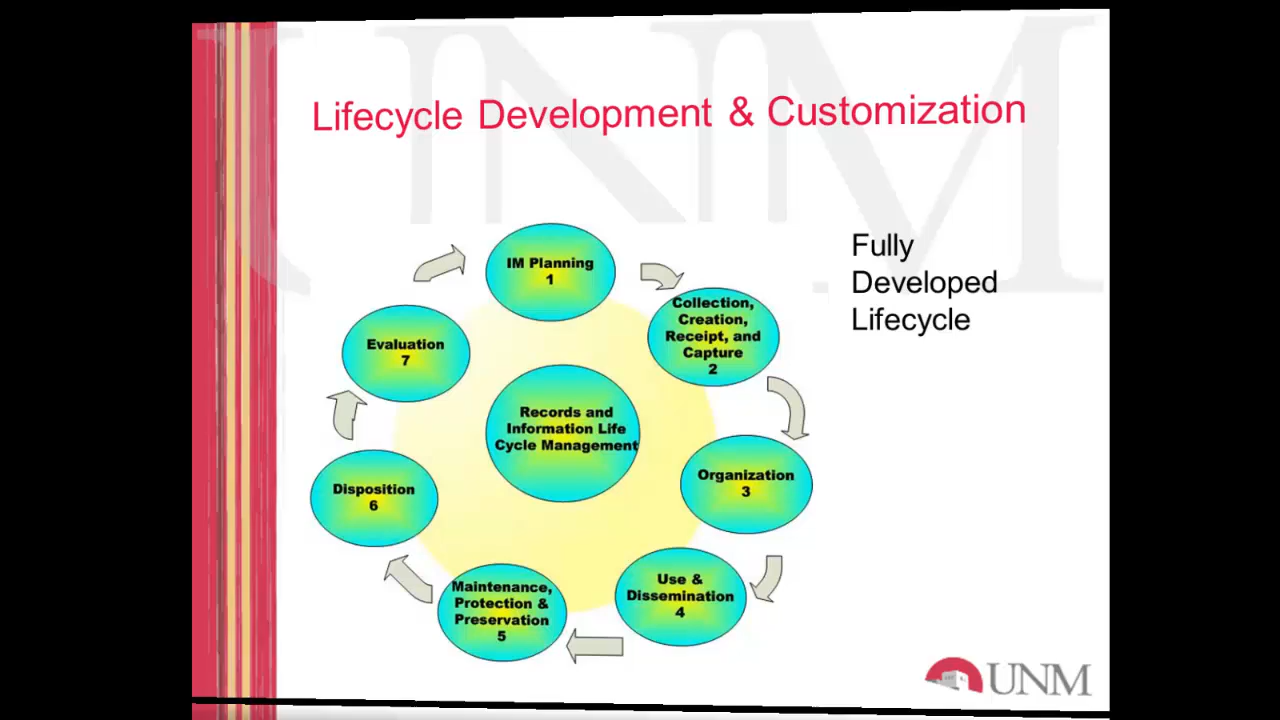 Lifecycle Development & Customization
Fully
Developed
Lifecycle
IM Planning
1
Collection,
Creation,
Receipt, and
Capture
2
Organization
3
Use &
Dissemination
4
Maintenance,
Protection &
Preservation
5
Disposition
6
Evaluation
7
Records and
Information Life
Cycle Management
UNM
UNM